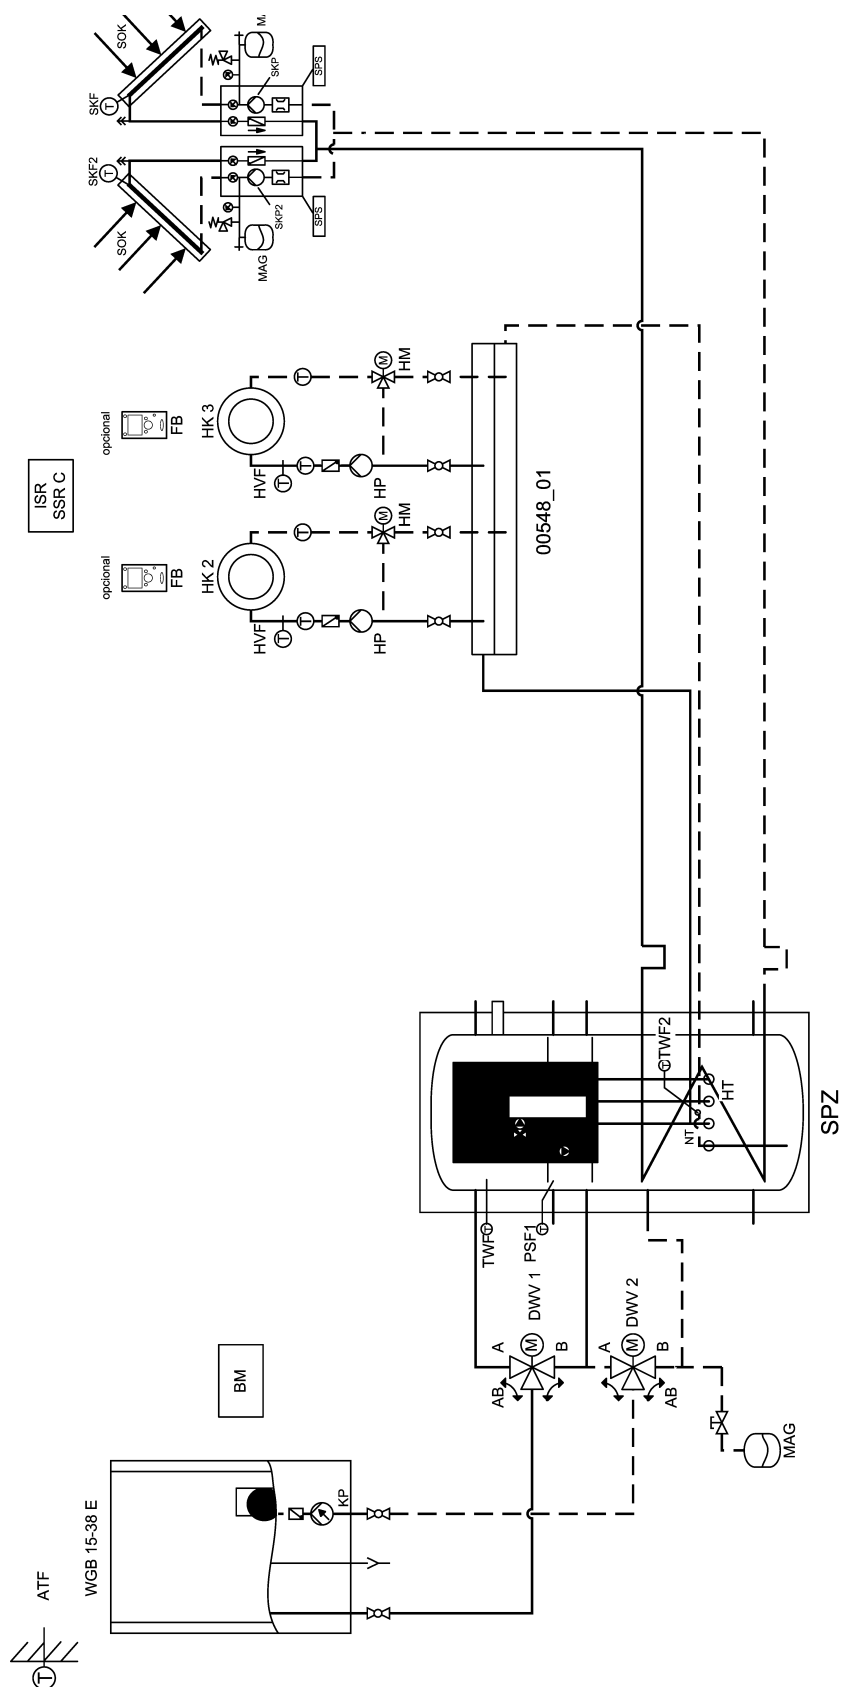 ATF
T
WGB 15-38 E
KP
BM
AB
A
M
B
DWV 1
AB
A
M
B
DWV 2
MAG
TWF
T
PSF1
T
TWF2
T
NT
HT
SPZ
ISR
SSR C
opcional
FB
HK 2
HVF
T
T
T
HP
M
HM
opcional
FB
HK 3
HVF
T
T
T
HP
M
HM
00548_01
SOK
SKF2
T
MAG
SKP2
SPS
SOK
SKF
T
SKP
SPS